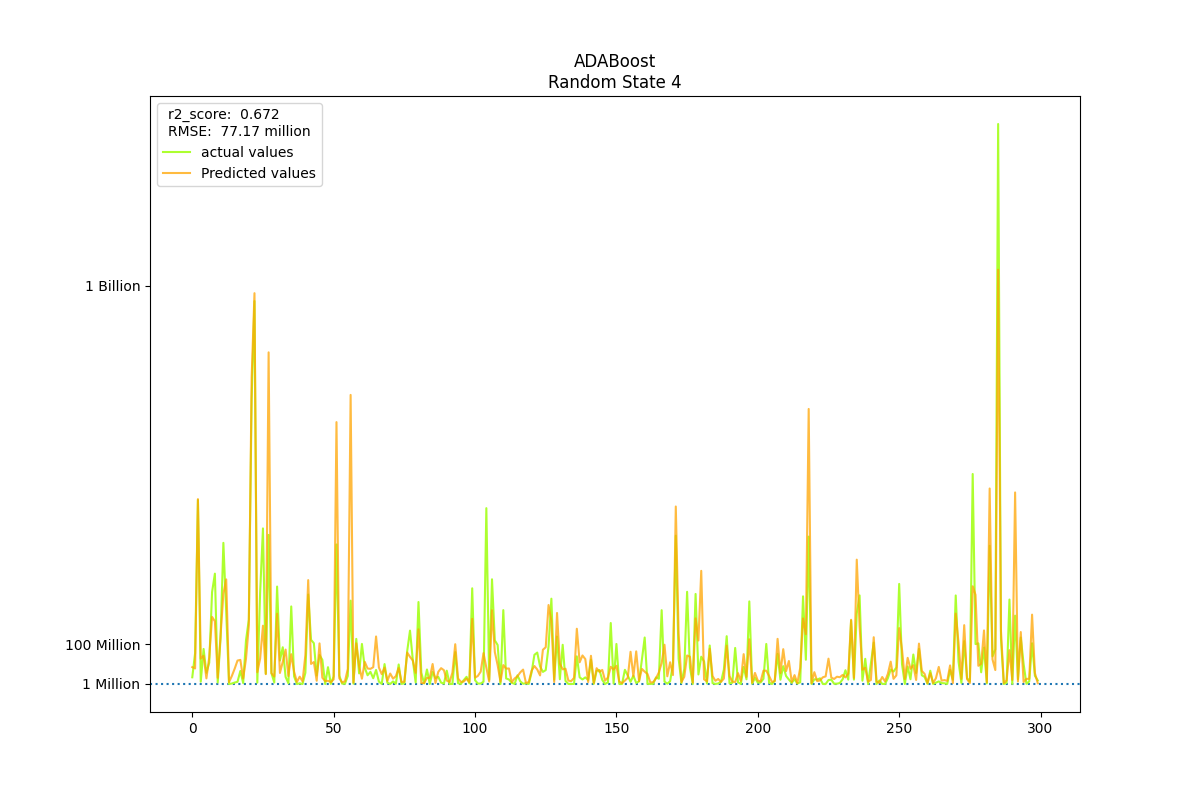 ADABoost
Random State 4
r2_score:  0.672
RMSE:  77.17 million
actual values
Predicted values
1 Billion
100 Million
1 Million
0 50 100 150 200 250 300